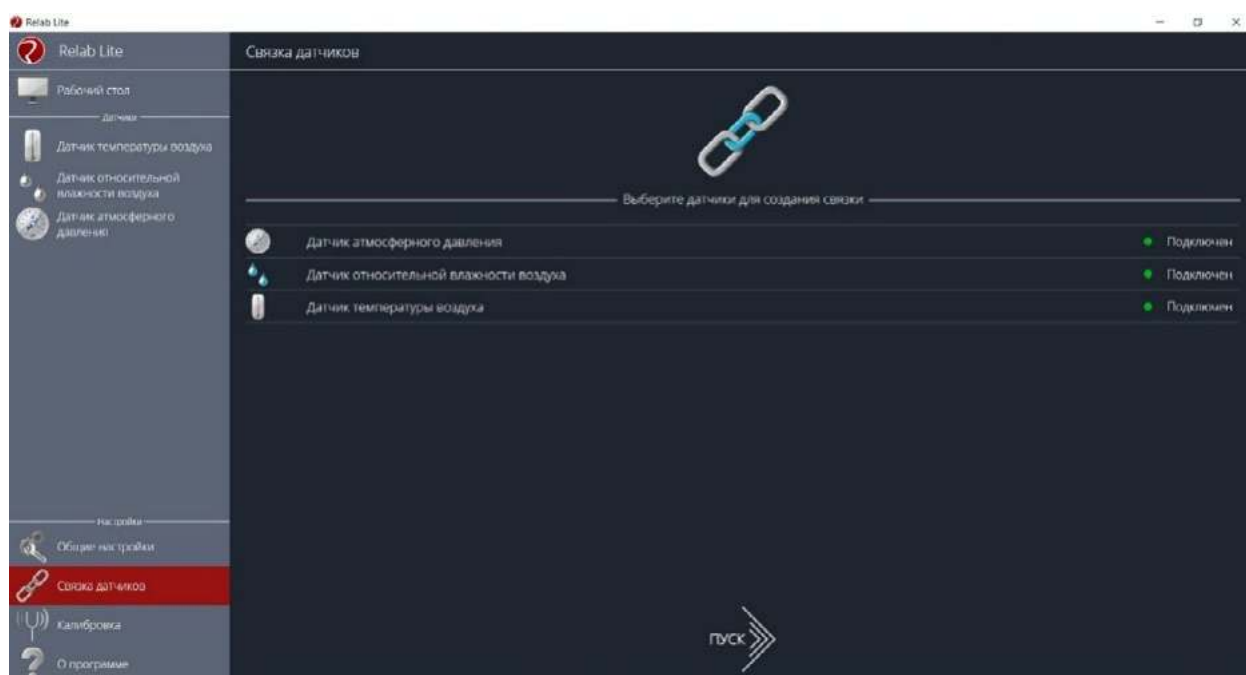 Relab Lite
Relab Lite
Рабочий стол
Датчики
Датчик температуры воздуха
Датчик относительной
влажности воздуха
Датчик атмосферного
давления
Настройки
Общие настройки
Связка датчиков
Калибровка
О программе
Связка датчиков
Выберите датчики для создания связки
Датчик атмосферного давления Подключен
Датчик относительной влажности воздуха Подключен
Датчик температуры воздуха Подключен
ПУСК